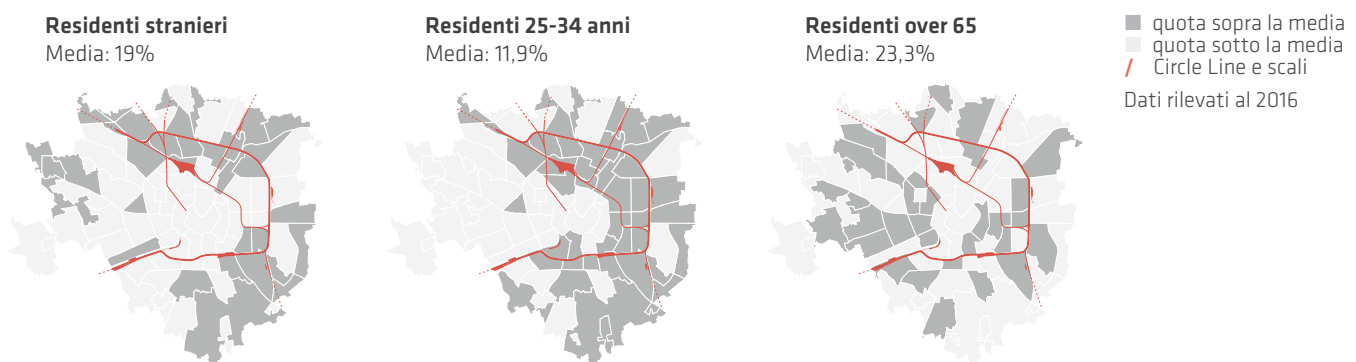 Residenti stranieri
Media: 19%
Residenti 25-34 anni
Media: 11,9%
Residenti over 65
Media: 23,3%
quota sopra la media
quota sotto la media
Circle Line e scali
Dati rilevati al 2016